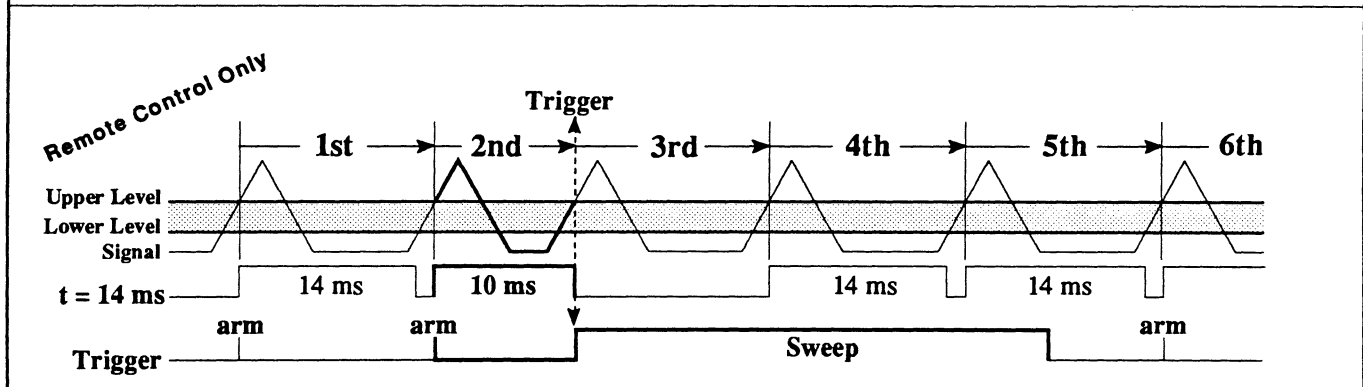 Remote Control Only
Trigger
1st 2nd 3rd 4th 5th 6th
Upper Level
Lower Level
Signal
t = 14 ms 14 ms 10 ms 14 ms 14 ms
arm arm arm
Trigger Sweep